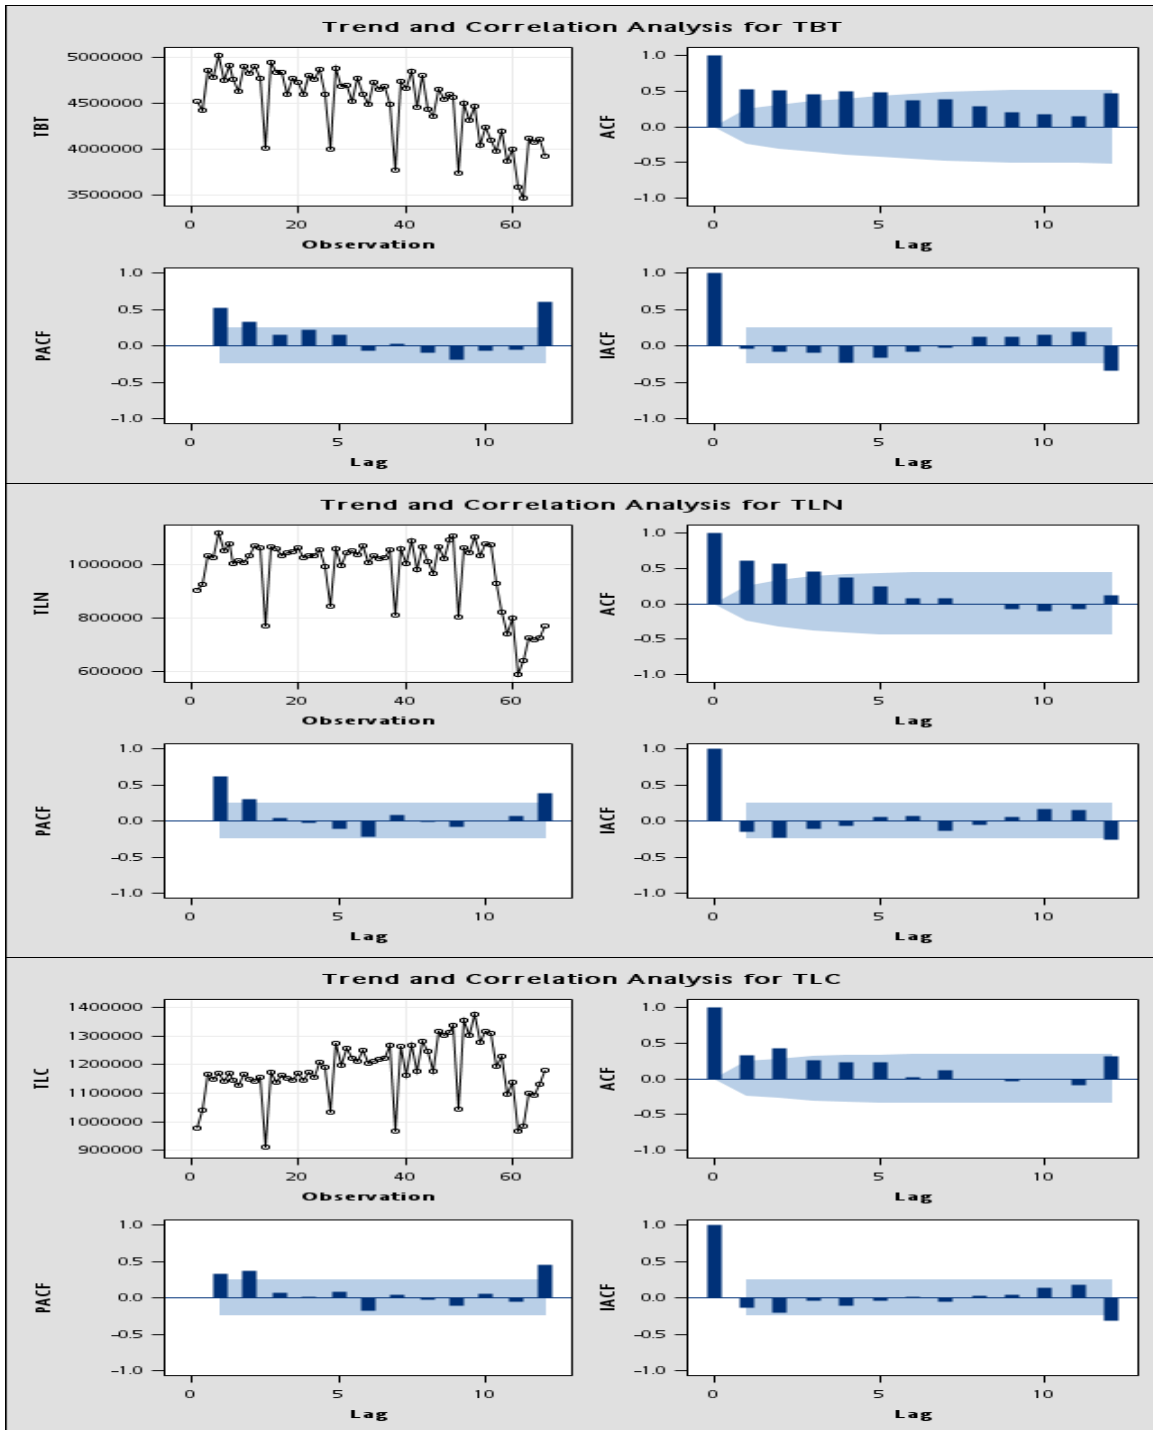 Trend and Correlation Analysis for TBT
TBT
5000000
4500000
4000000
3500000
0 20 40 60
Observation
ACF
1.0
0.5
0.0
-0.5
-1.0
0 5 10
Lag
PACF
1.0
0.5
0.0
-0.5
-1.0
0 5 10
Lag
IACF
1.0
0.5
0.0
-0.5
-1.0
0 5 10
Lag
Trend and Correlation Analysis for TLN
TLN
1000000
800000
600000
0 20 40 60
Observation
ACF
1.0
0.5
0.0
-0.5
-1.0
0 5 10
Lag
PACF
1.0
0.5
0.0
-0.5
-1.0
0 5 10
Lag
IACF
1.0
0.5
0.0
-0.5
-1.0
0 5 10
Lag
Trend and Correlation Analysis for TLC
TLC
1400000
1300000
1200000
1100000
1000000
900000
0 20 40 60
Observation
ACF
1.0
0.5
0.0
-0.5
-1.0
0 5 10
Lag
PACF
1.0
0.5
0.0
-0.5
-1.0
0 5 10
Lag
IACF
1.0
0.5
0.0
-0.5
-1.0
0 5 10
Lag